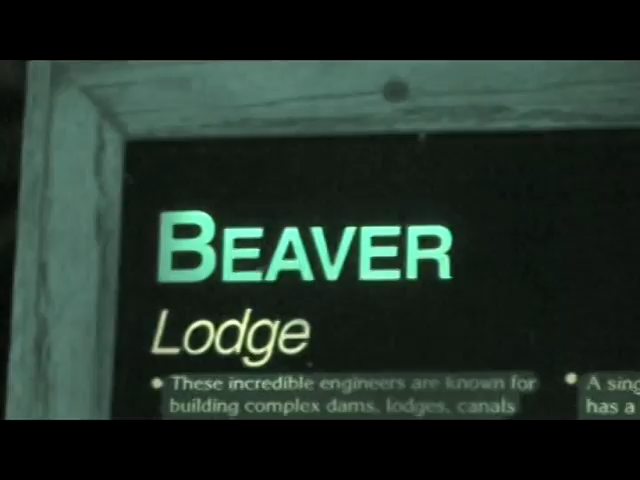 BEAVER
Lodge
• These incredible engineers are known for
building complex dams, lodges, canals
• A sing
has a